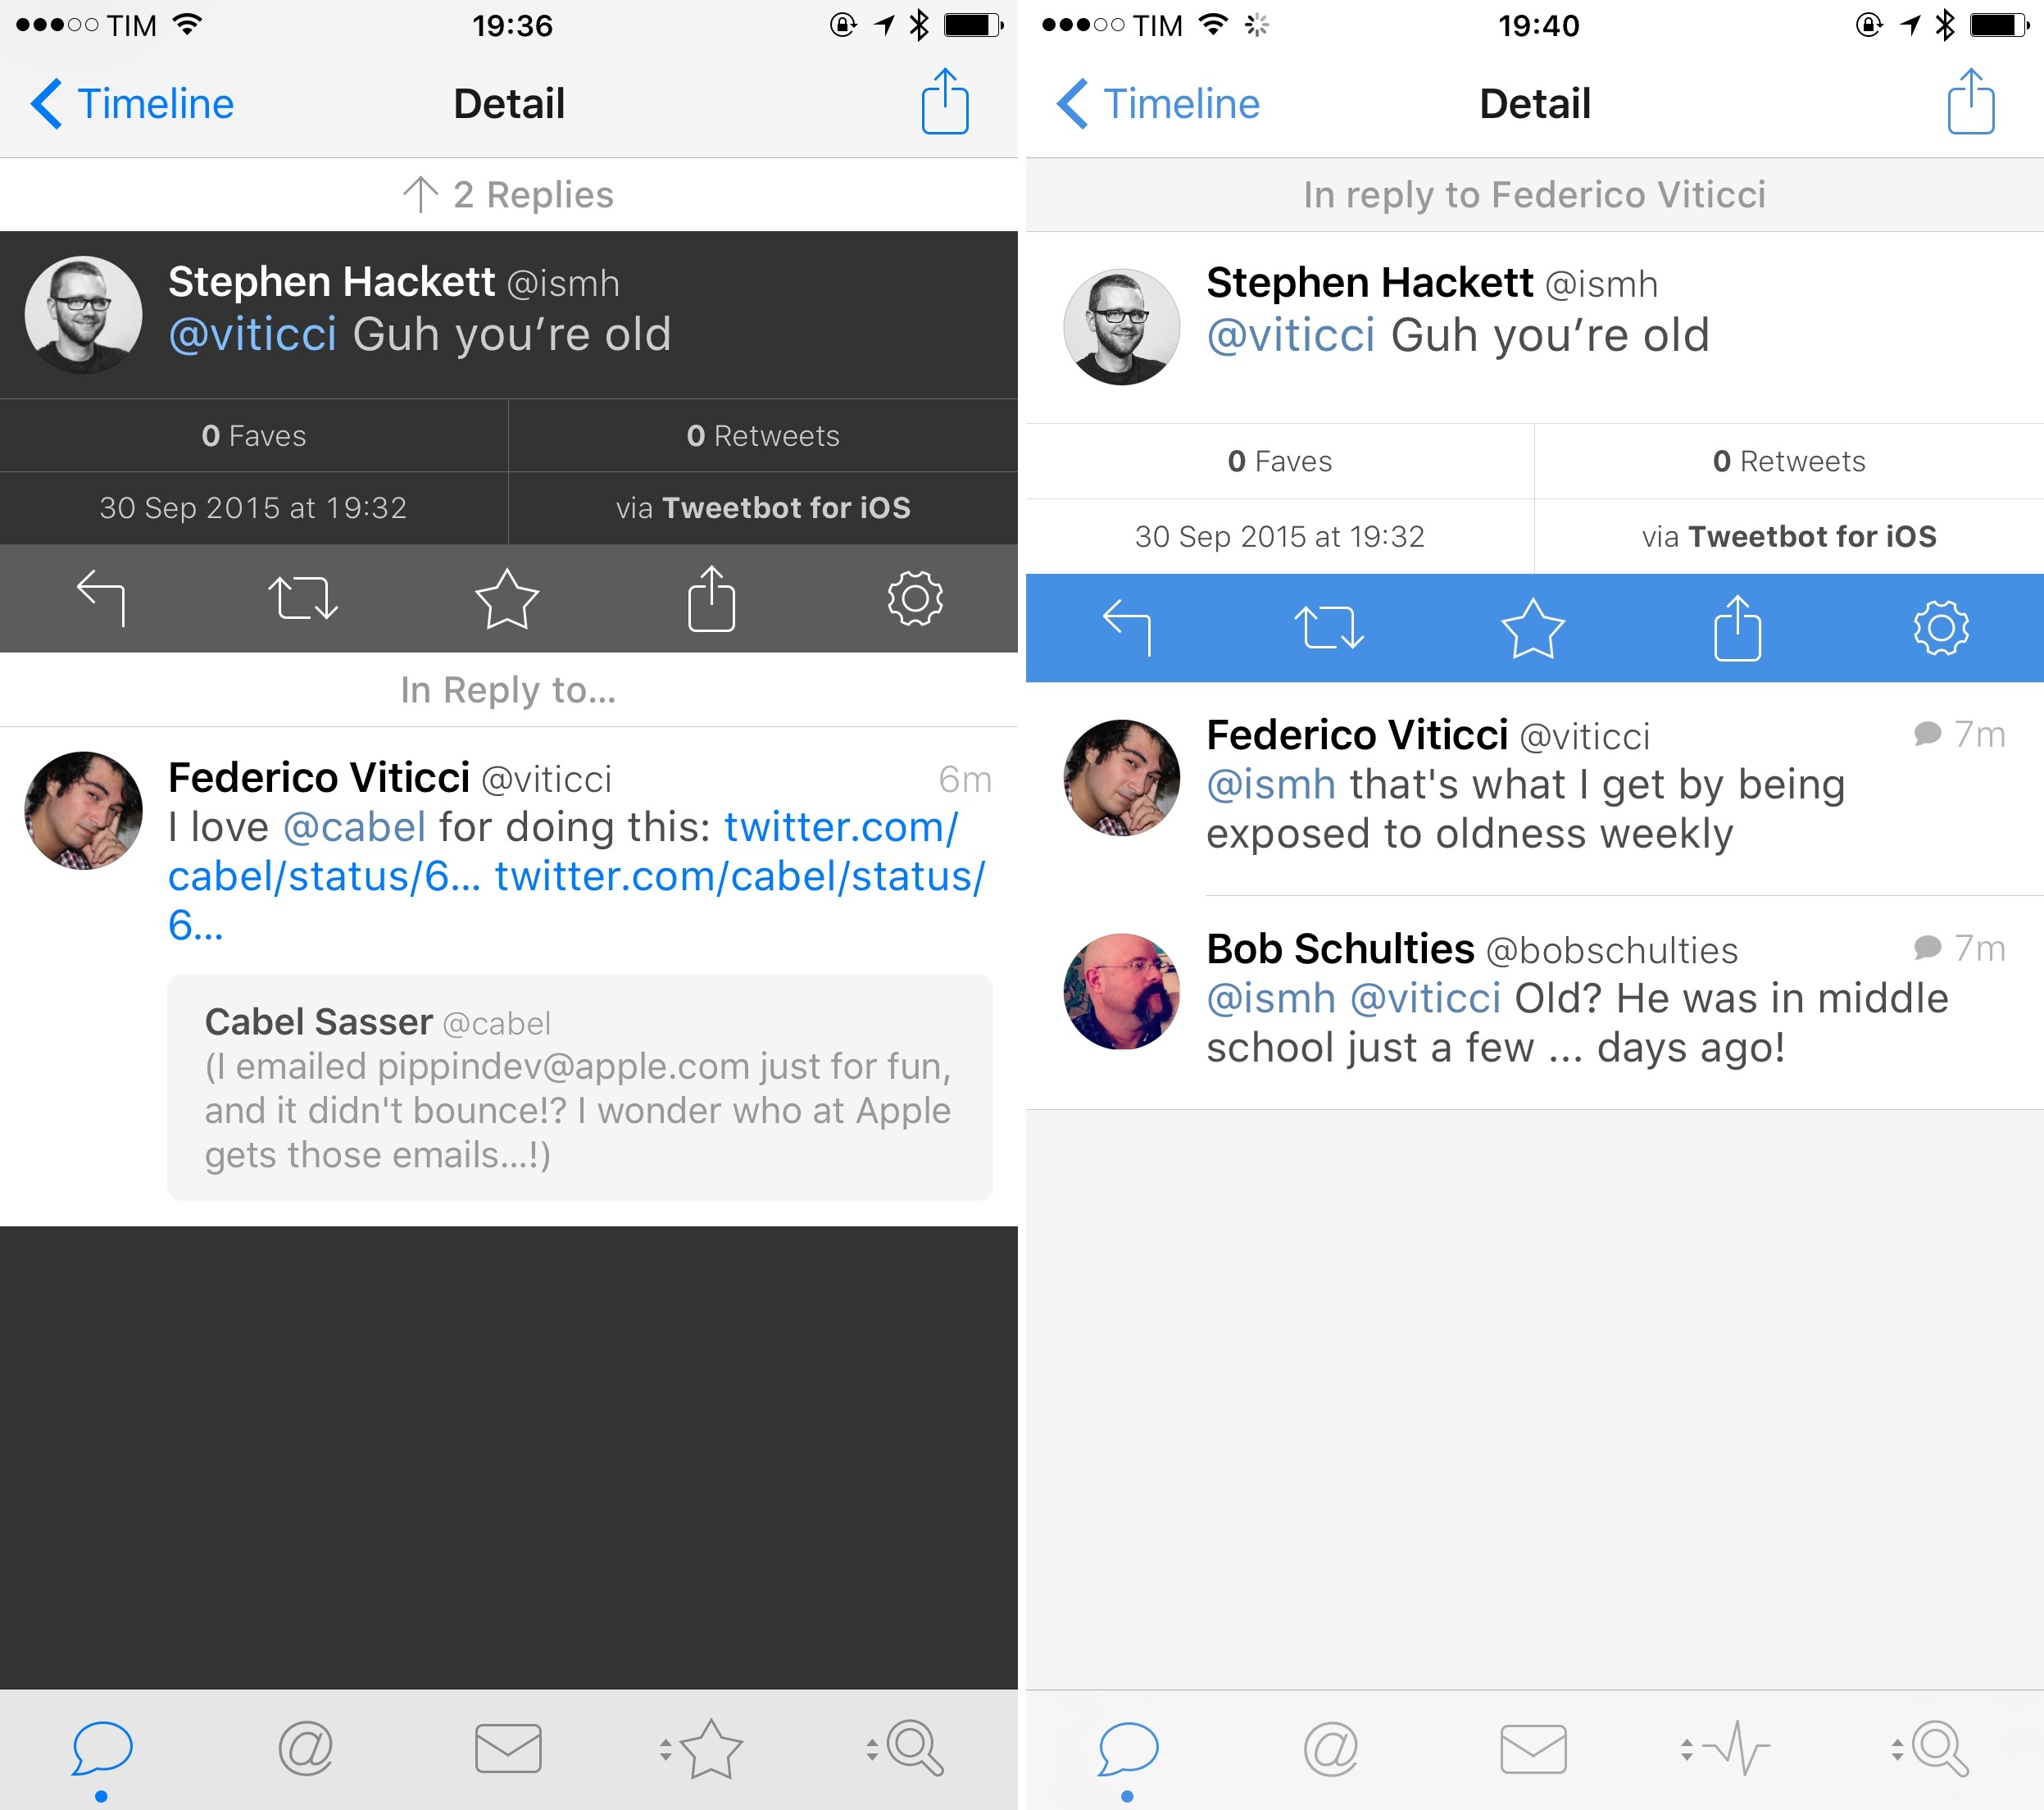 TIM 19:36
Timeline Detail
2 Replies
Stephen Hackett @ismh
@viticci Guh you’re old
0 Faves 0 Retweets
30 Sep 2015 at 19:32 via Tweetbot for iOS
In Reply to...
Federico Viticci @viticci 6m
I love @cabel for doing this: twitter.com/
cabel/status/6... twitter.com/cabel/status/
6...
Cabel Sasser @cabel
(I emailed pippindev@apple.com just for fun,
and it didn't bounce!? I wonder who at Apple
gets those emails...!)
@
TIM 19:40
Timeline Detail
In reply to Federico Viticci
Stephen Hackett @ismh
@viticci Guh you’re old
0 Faves 0 Retweets
30 Sep 2015 at 19:32 via Tweetbot for iOS
Federico Viticci @viticci 7m
@ismh that's what I get by being
exposed to oldness weekly
Bob Schulties @bobschulties 7m
@ismh @viticci Old? He was in middle
school just a few ... days ago!
@